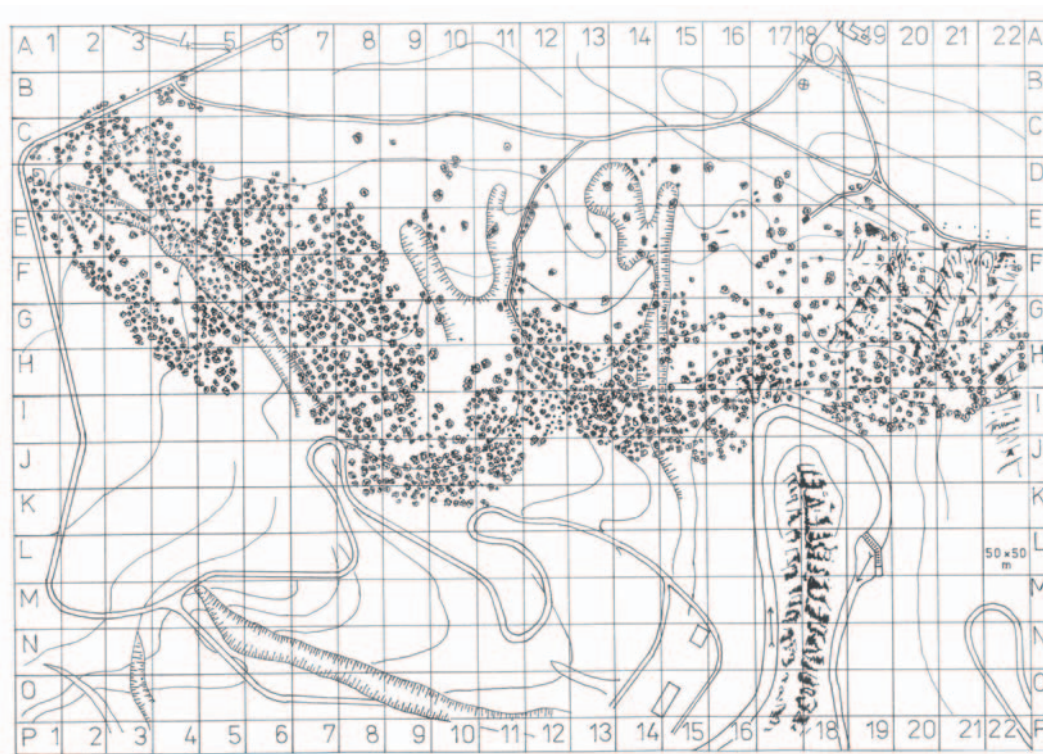 A 1 2 3 4 5 6 7 8 9 10 11 12 13 14 15 16 17 18 19 20 21 22 A
B B
C C
D D
E E
F F
G G
H H
I I
J J
K K
L 50×50 L
m
M M
N N
O O
P 1 2 3 4 5 6 7 8 9 10 11 12 13 14 15 16 17 18 19 20 21 22 P